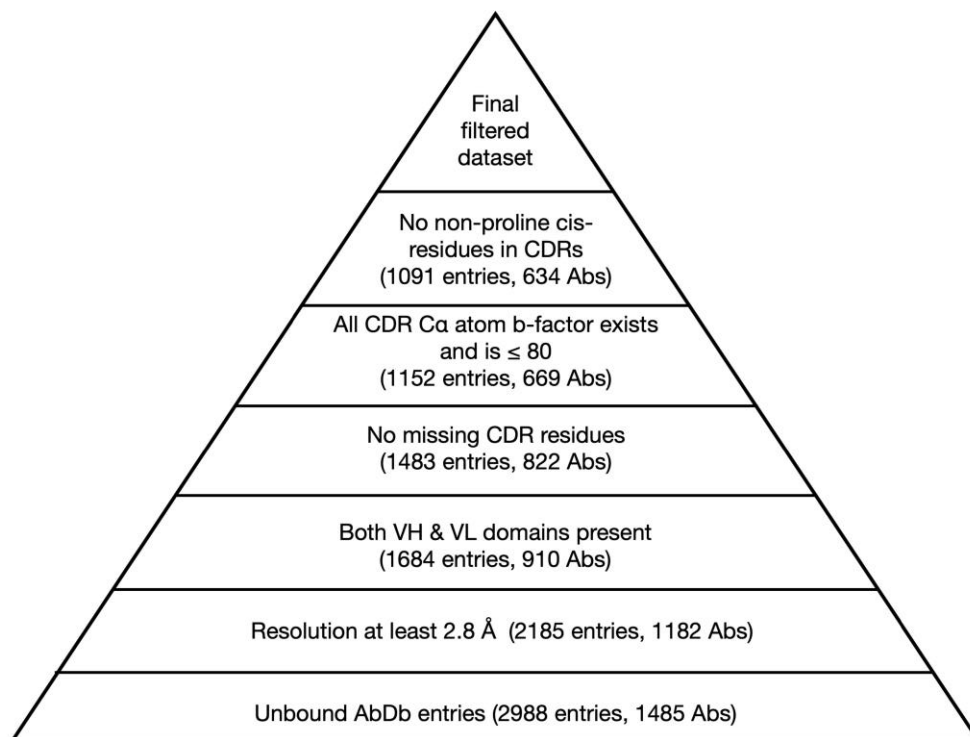 Final
filtered
dataset
No non-proline cis-
residues in CDRs
(1091 entries, 634 Abs)
All CDR Cα atom b-factor exists
and is ≤ 80
(1152 entries, 669 Abs)
No missing CDR residues
(1483 entries, 822 Abs)
Both VH & VL domains present
(1684 entries, 910 Abs)
Resolution at least 2.8 Å (2185 entries, 1182 Abs)
Unbound AbDb entries (2988 entries, 1485 Abs)